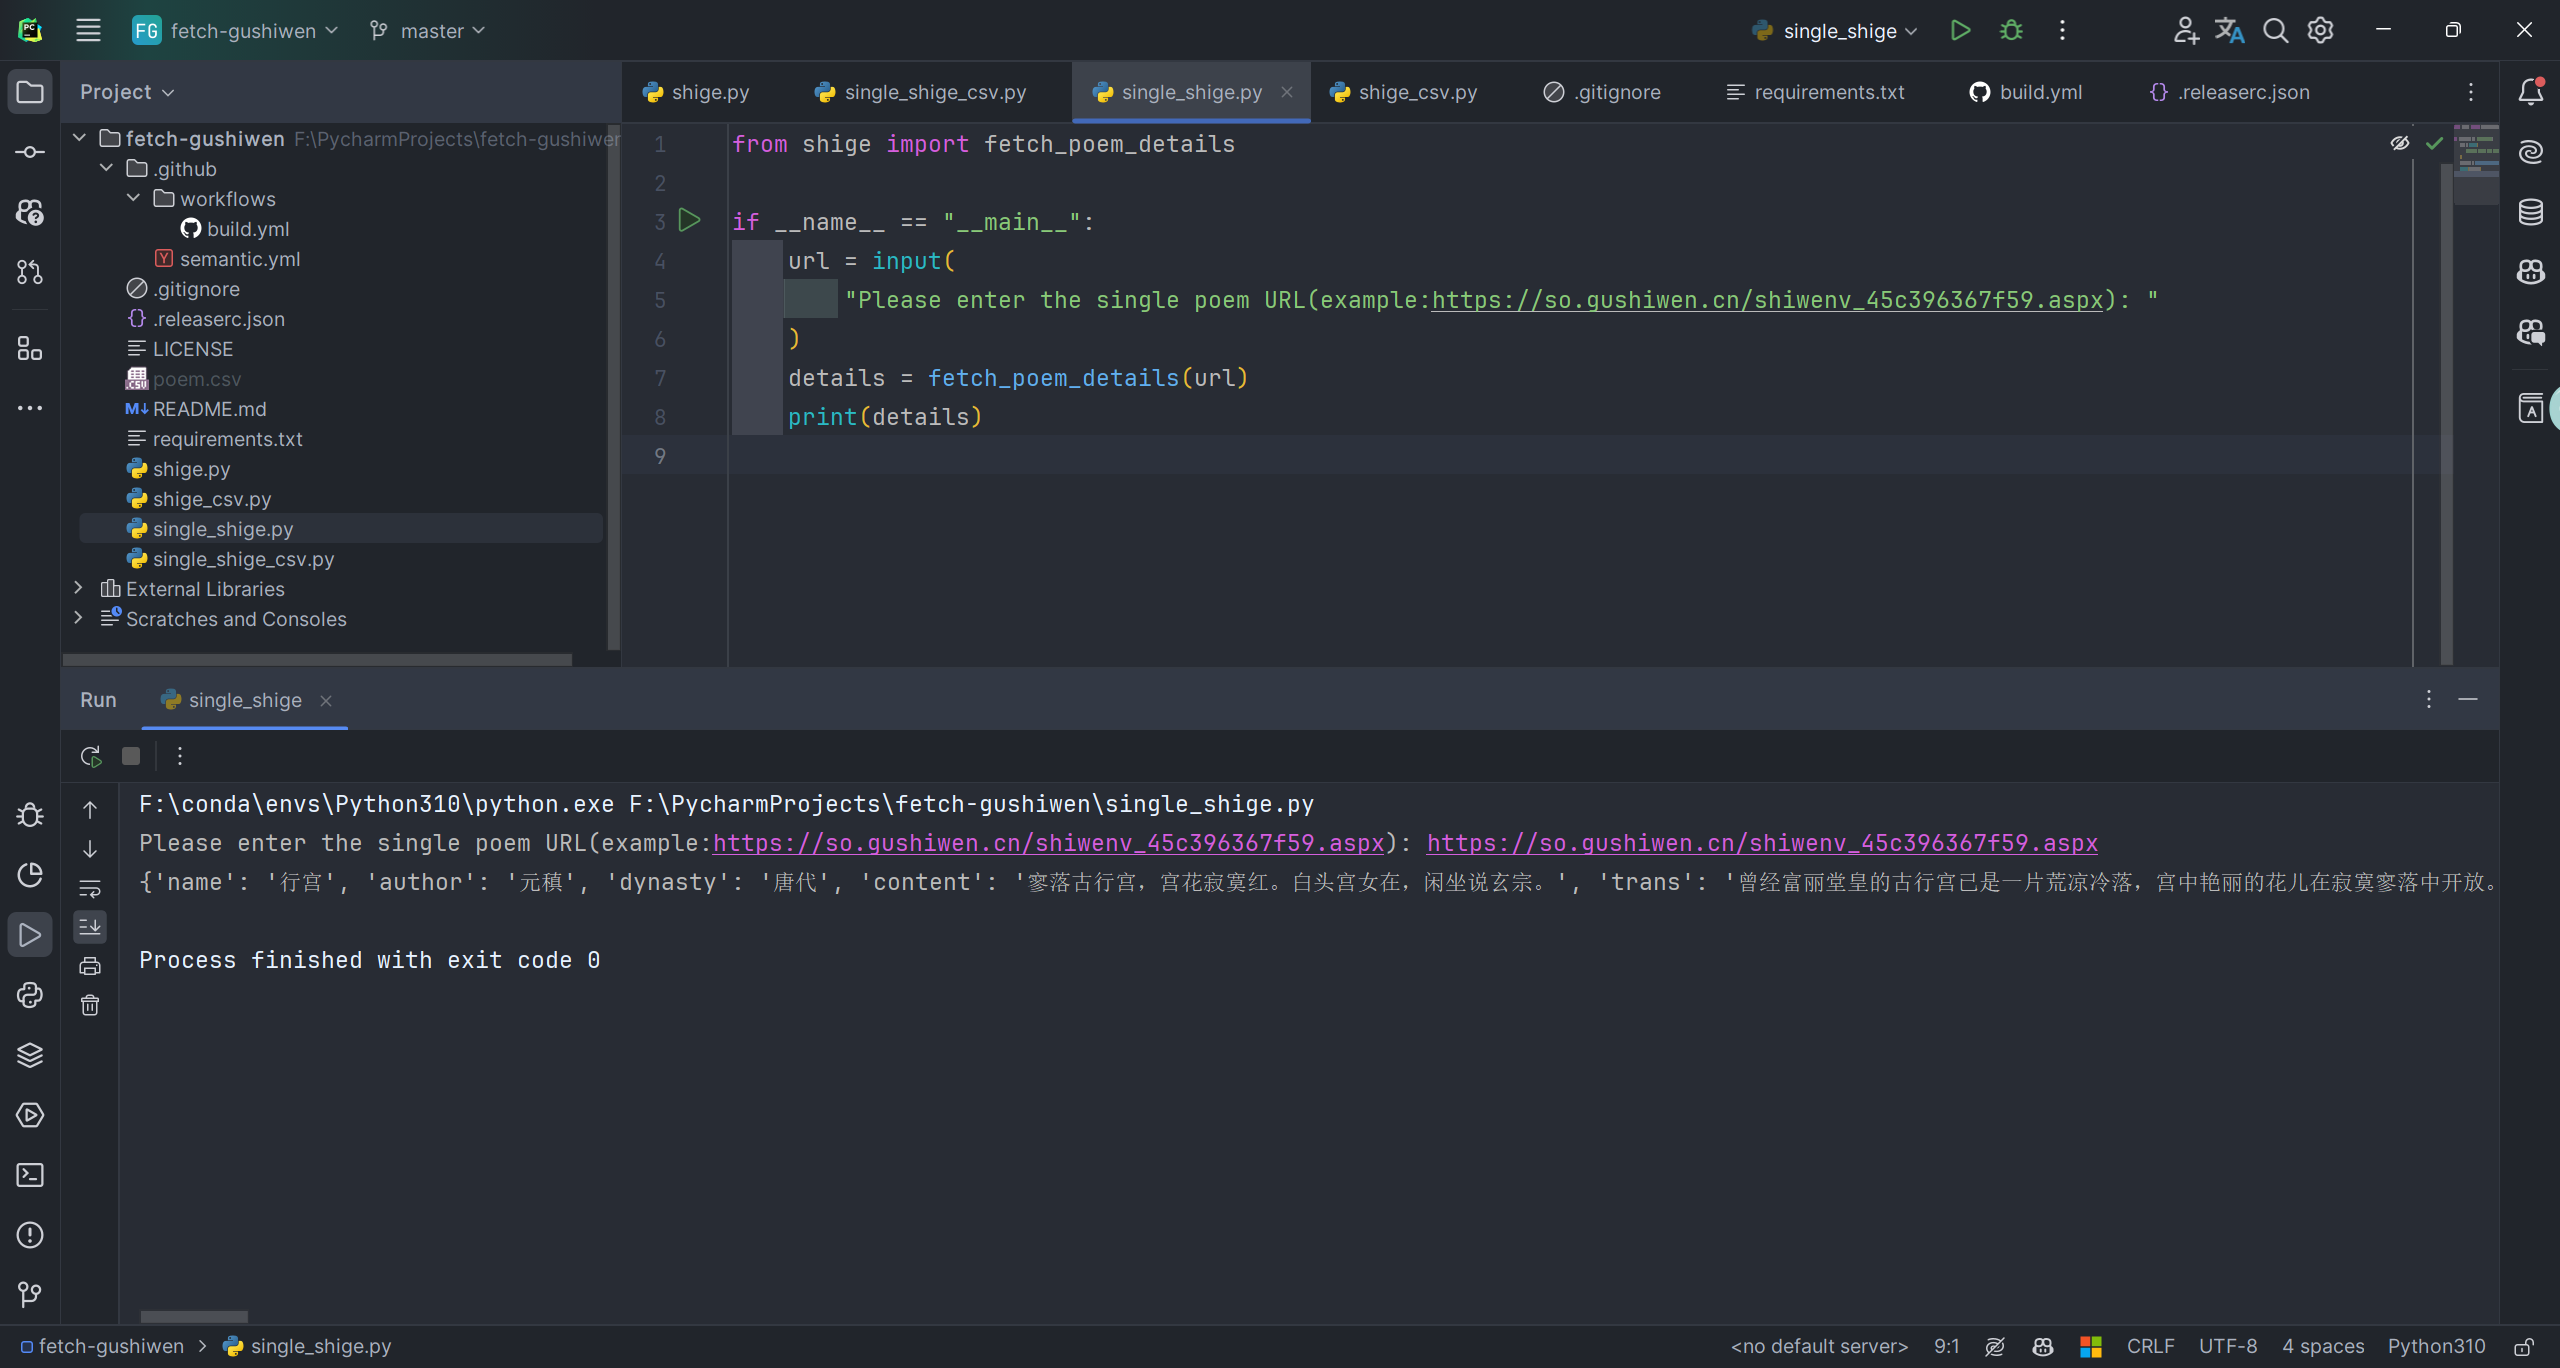 FG fetch-gushiwen master single_shige
Project
shige.py single_shige_csv.py single_shige.py shige_csv.py .gitignore requirements.txt build.yml .releaserc.json
fetch-gushiwen F:\PycharmProjects\fetch-gushiwen
.github
workflows
build.yml
semantic.yml
.gitignore
.releaserc.json
LICENSE
poem.csv
README.md
requirements.txt
shige.py
shige_csv.py
single_shige.py
single_shige_csv.py
External Libraries
Scratches and Consoles
1 from shige import fetch_poem_details
2
3 if __name__ == "__main__":
4 url = input(
5 "Please enter the single poem URL(example:https://so.gushiwen.cn/shiwenv_45c396367f59.aspx): "
6 )
7 details = fetch_poem_details(url)
8 print(details)
9
Run single_shige
F:\conda\envs\Python310\python.exe F:\PycharmProjects\fetch-gushiwen\single_shige.py
Please enter the single poem URL(example:https://so.gushiwen.cn/shiwenv_45c396367f59.aspx): https://so.gushiwen.cn/shiwenv_45c396367f59.aspx
{'name': '行宫', 'author': '元稹', 'dynasty': '唐代', 'content': '寥落古行宫，宫花寂寞红。白头宫女在，闲坐说玄宗。', 'trans': '曾经富丽堂皇的古行宫已是一片荒凉冷落，宫中艳丽的花儿在寂寞寥落中开放。
Process finished with exit code 0
fetch-gushiwen > single_shige.py <no default server> 9:1 CRLF UTF-8 4 spaces Python310